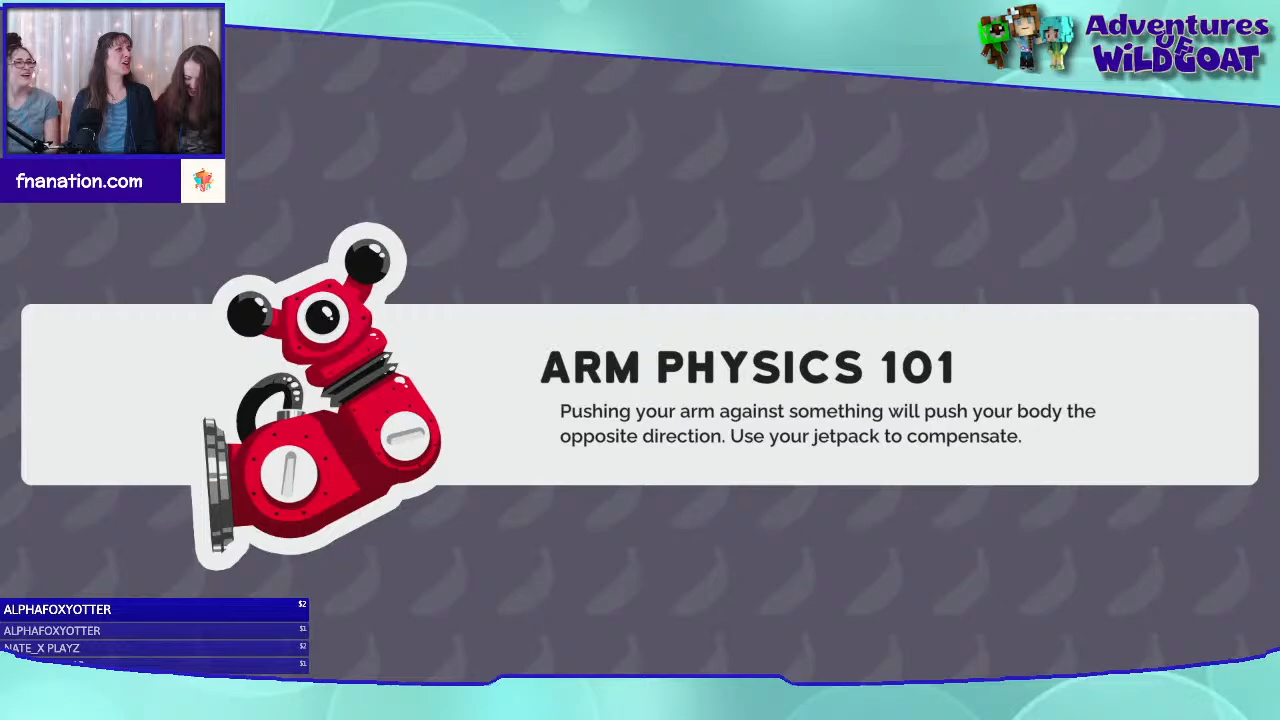 Adventures
OF
WiLDGOAT
fnanation.com
ARM PHYSICS 101
Pushing your arm against something will push your body the
opposite direction. Use your jetpack to compensate.
ALPHAFOXYOTTER $2
ALPHAFOXYOTTER $1
NATE_X PLAYZ $2
$1